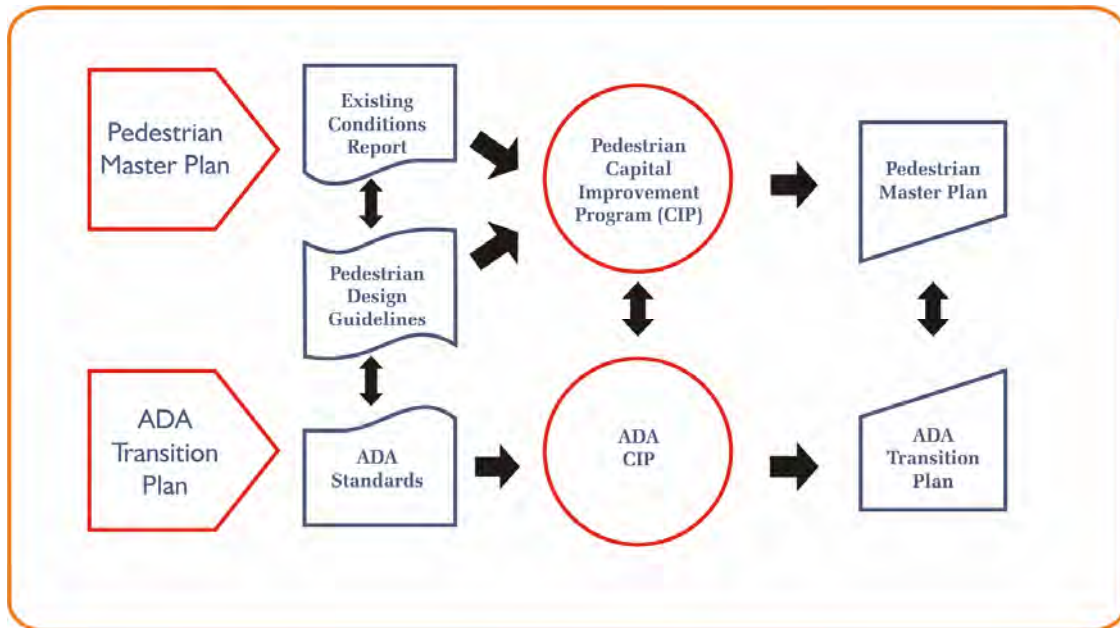 Pedestrian
Master Plan
Existing
Conditions
Report
Pedestrian
Design
Guidelines
Pedestrian
Capital
Improvement
Program (CIP)
Pedestrian
Master Plan
ADA
Transition
Plan
ADA
Standards
ADA
CIP
ADA
Transition
Plan